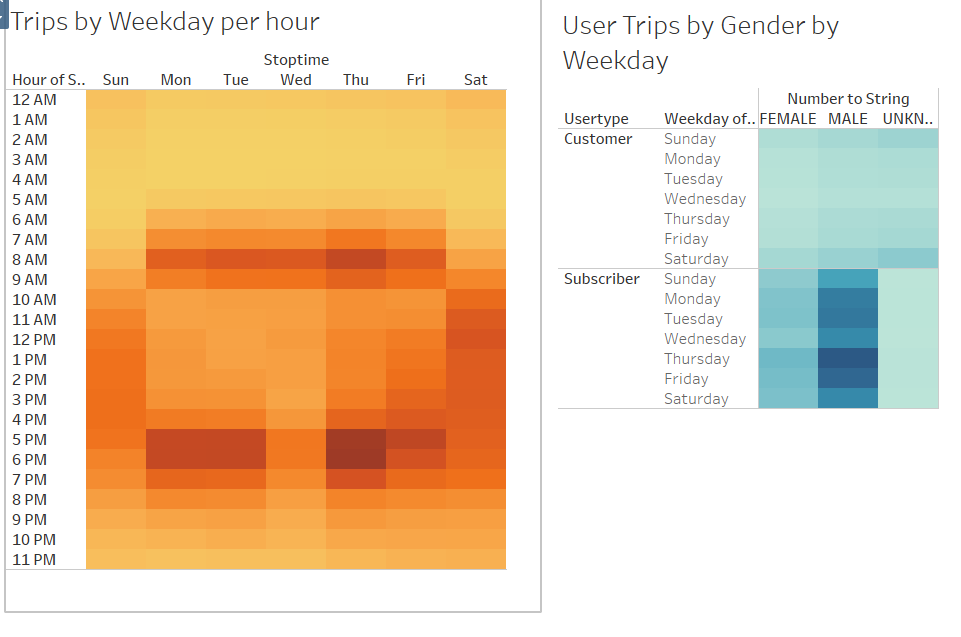 Trips by Weekday per hour
Stoptime
Hour of S.. Sun Mon Tue Wed Thu Fri Sat
12 AM
1 AM
2 AM
3 AM
4 AM
5 AM
6 AM
7 AM
8 AM
9 AM
10 AM
11 AM
12 PM
1 PM
2 PM
3 PM
4 PM
5 PM
6 PM
7 PM
8 PM
9 PM
10 PM
11 PM
User Trips by Gender by
Weekday
Number to String
Usertype Weekday of.. FEMALE MALE UNKN..
Customer Sunday
Monday
Tuesday
Wednesday
Thursday
Friday
Saturday
Subscriber Sunday
Monday
Tuesday
Wednesday
Thursday
Friday
Saturday